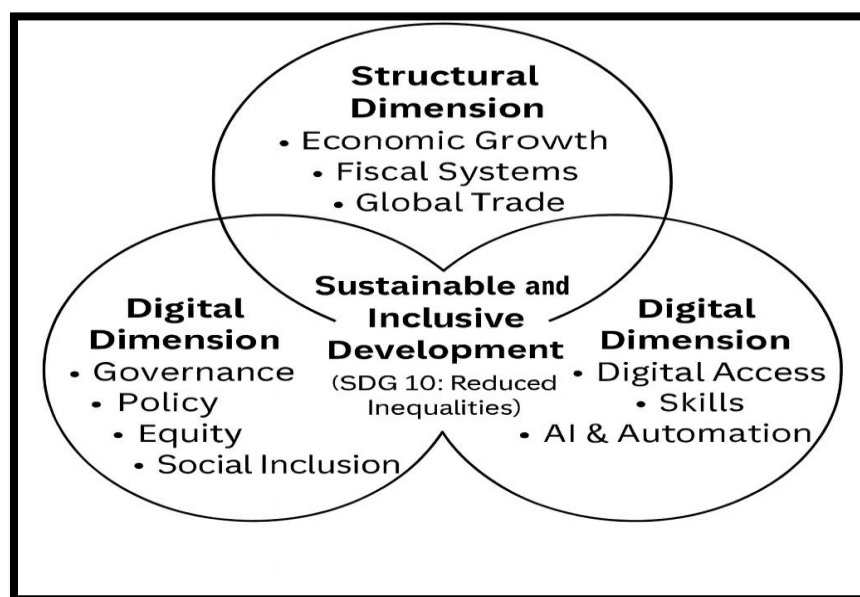 Structural
Dimension
• Economic Growth
• Fiscal Systems
• Global Trade
Sustainable and
Inclusive
Development
(SDG 10: Reduced
Inequalities)
Digital
Dimension
• Governance
• Policy
• Equity
• Social Inclusion
Digital
Dimension
• Digital Access
• Skills
• AI & Automation